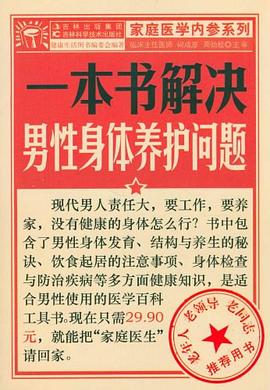 吉林出版集团
吉林科学技术出版社
健康生活图书编委会编著
家庭医学内参系列
临床主任医师
主审
一本书解决
男性身体养护问题
现代男人责任大，要工作，要养
家，没有健康的身体怎么行？书中包
含了男性身体发育、结构与养生的秘
诀、饮食起居的注意事项、身体检查
与防治疾病等多方面健康知识，是适
合男性使用的医学百科
工具书。现在只需29.90
元，就能把“家庭医生”
请回家。
老年人 老领导 老同志
推荐用书